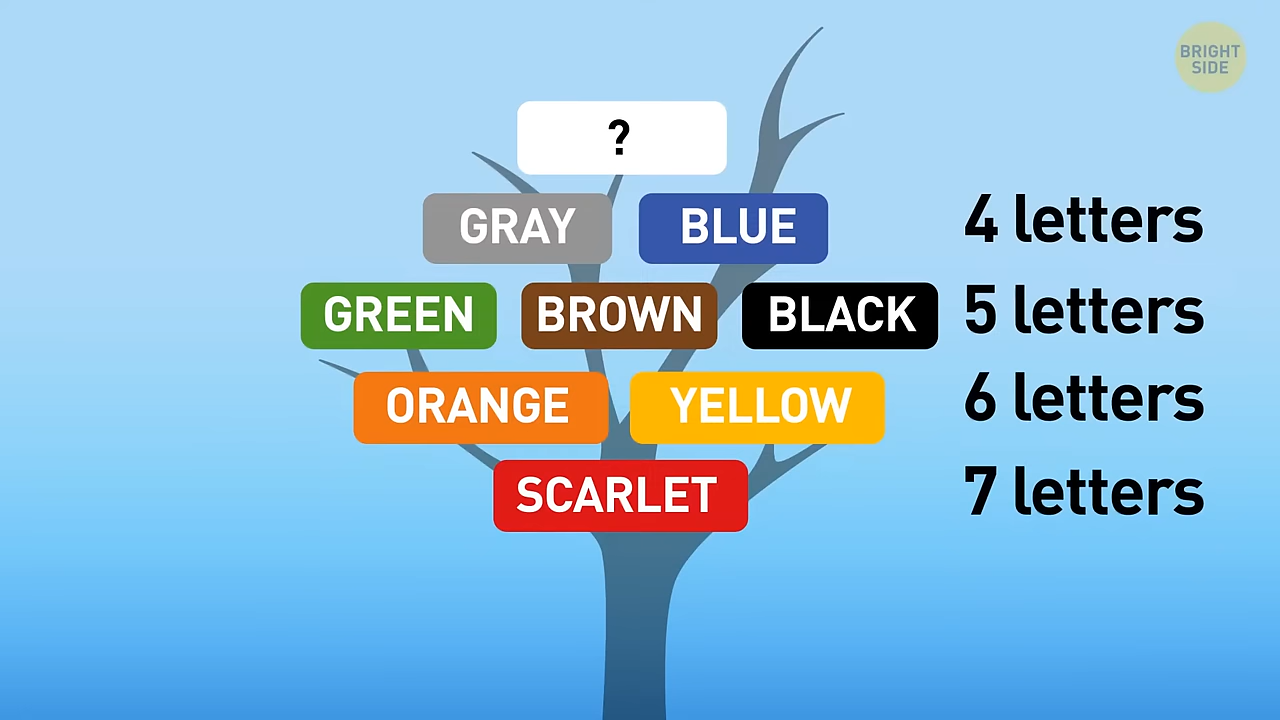 BRIGHT
SIDE
?
GRAY BLUE 4 letters
GREEN BROWN BLACK 5 letters
ORANGE YELLOW 6 letters
SCARLET 7 letters